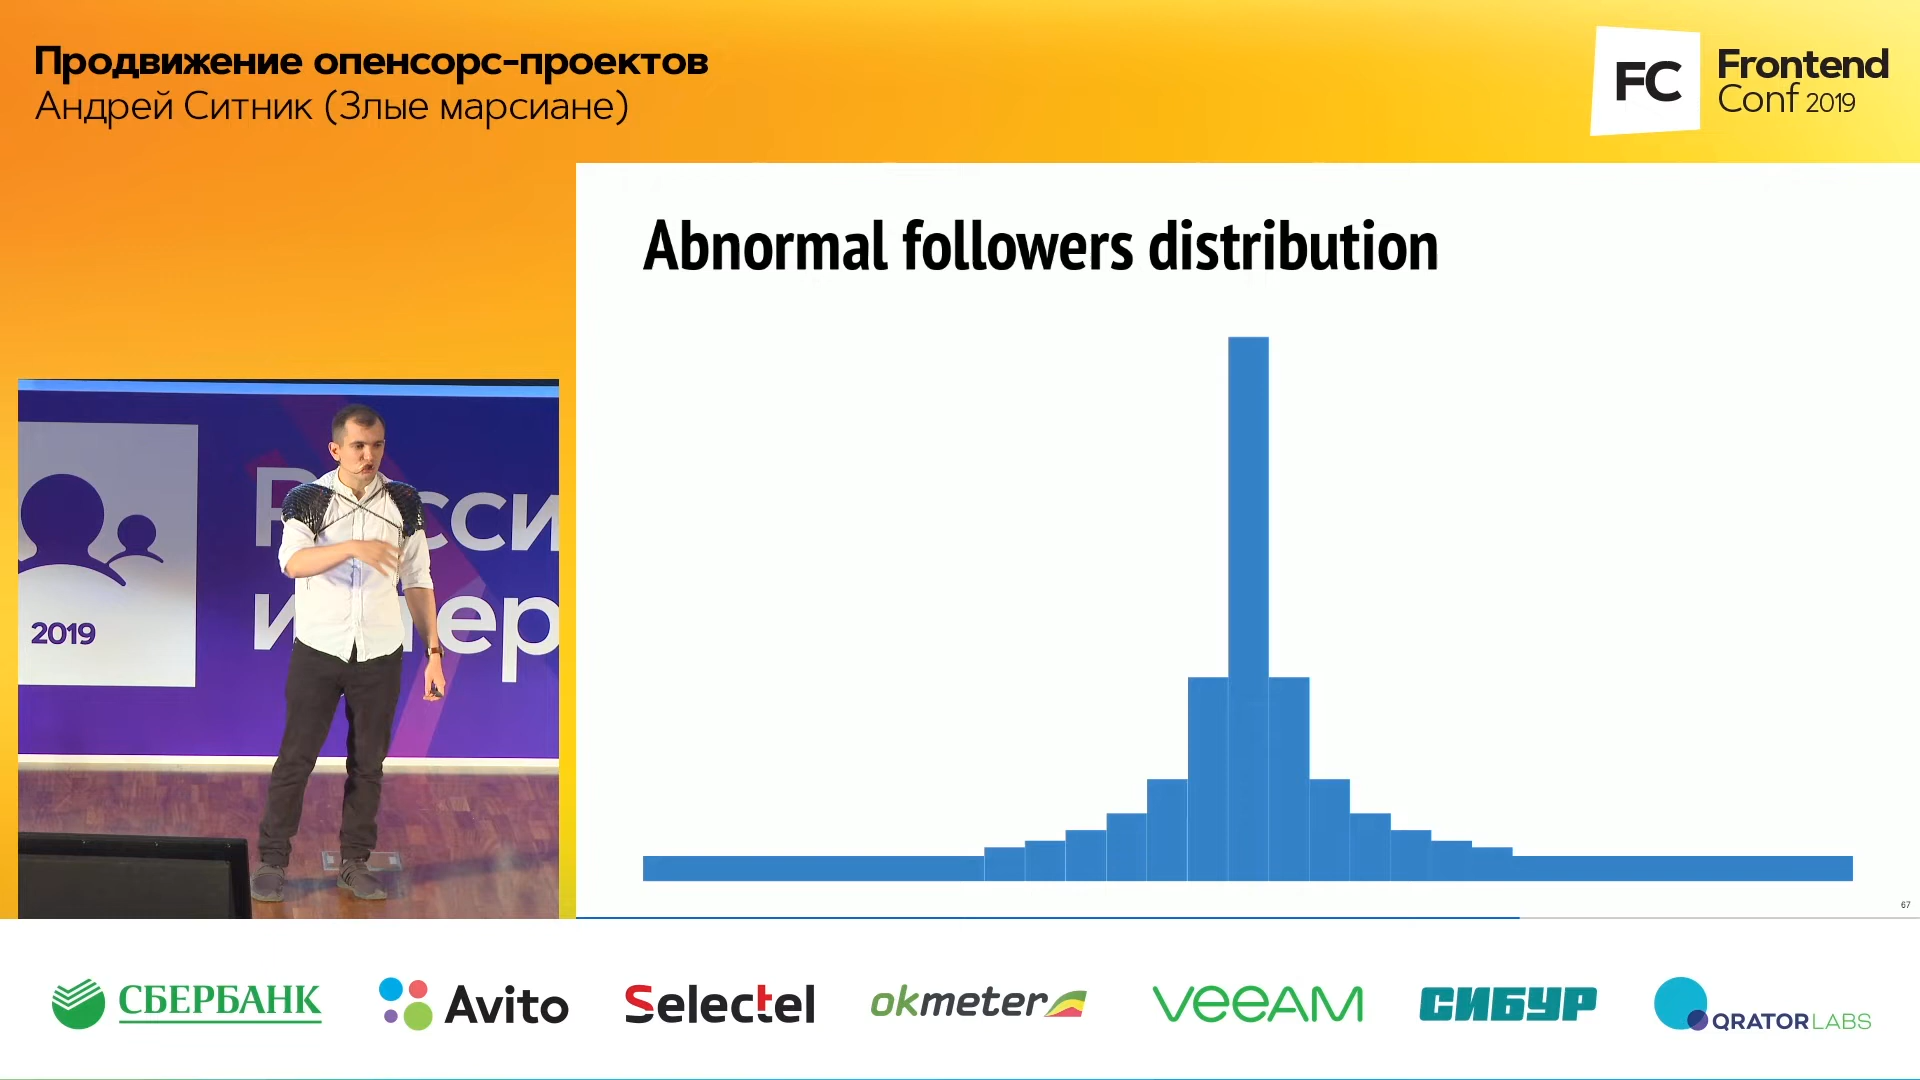 Продвижение опенсорс-проектов
Андрей Ситник (Злые марсиане)
FC
Frontend
Conf 2019
Abnormal followers distribution
2019
67
СБЕРБАНК
Avito
Selectel
okmeter
veeam
СИБУР
QRATOR LABS